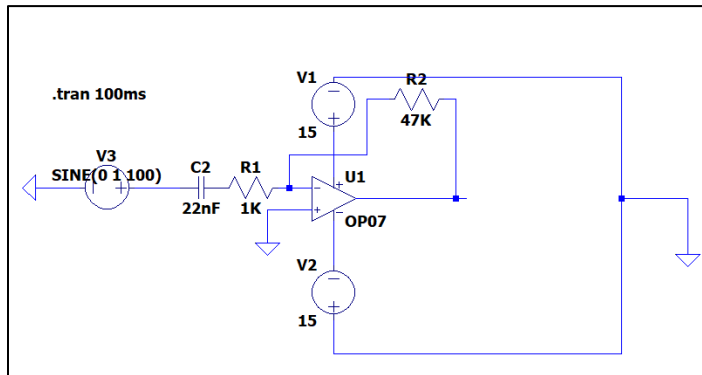 V1
R2
.tran 100ms
15
47K
V3
SINE(0 1 100)
C2
R1
U1
22nF
1K
OP07
V2
15